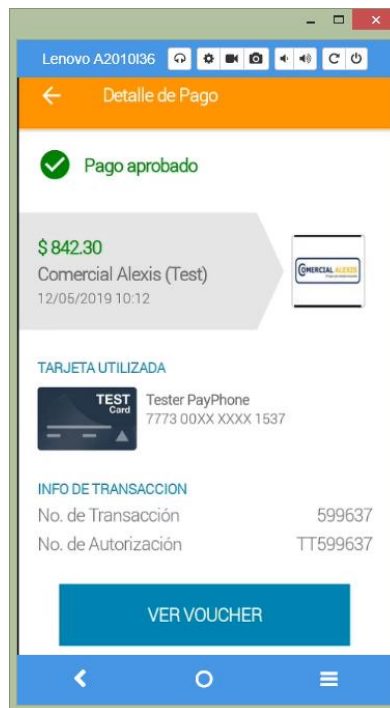 Lenovo A2010I36
Detalle de Pago
Pago aprobado
$ 842.30
Comercial Alexis (Test)
12/05/2019 10:12
COMERCIAL ALEXIS
TARJETA UTILIZADA
TEST
Card
Tester PayPhone
7773 00XX XXXX 1537
INFO DE TRANSACCION
No. de Transacción 599637
No. de Autorización TT599637
VER VOUCHER